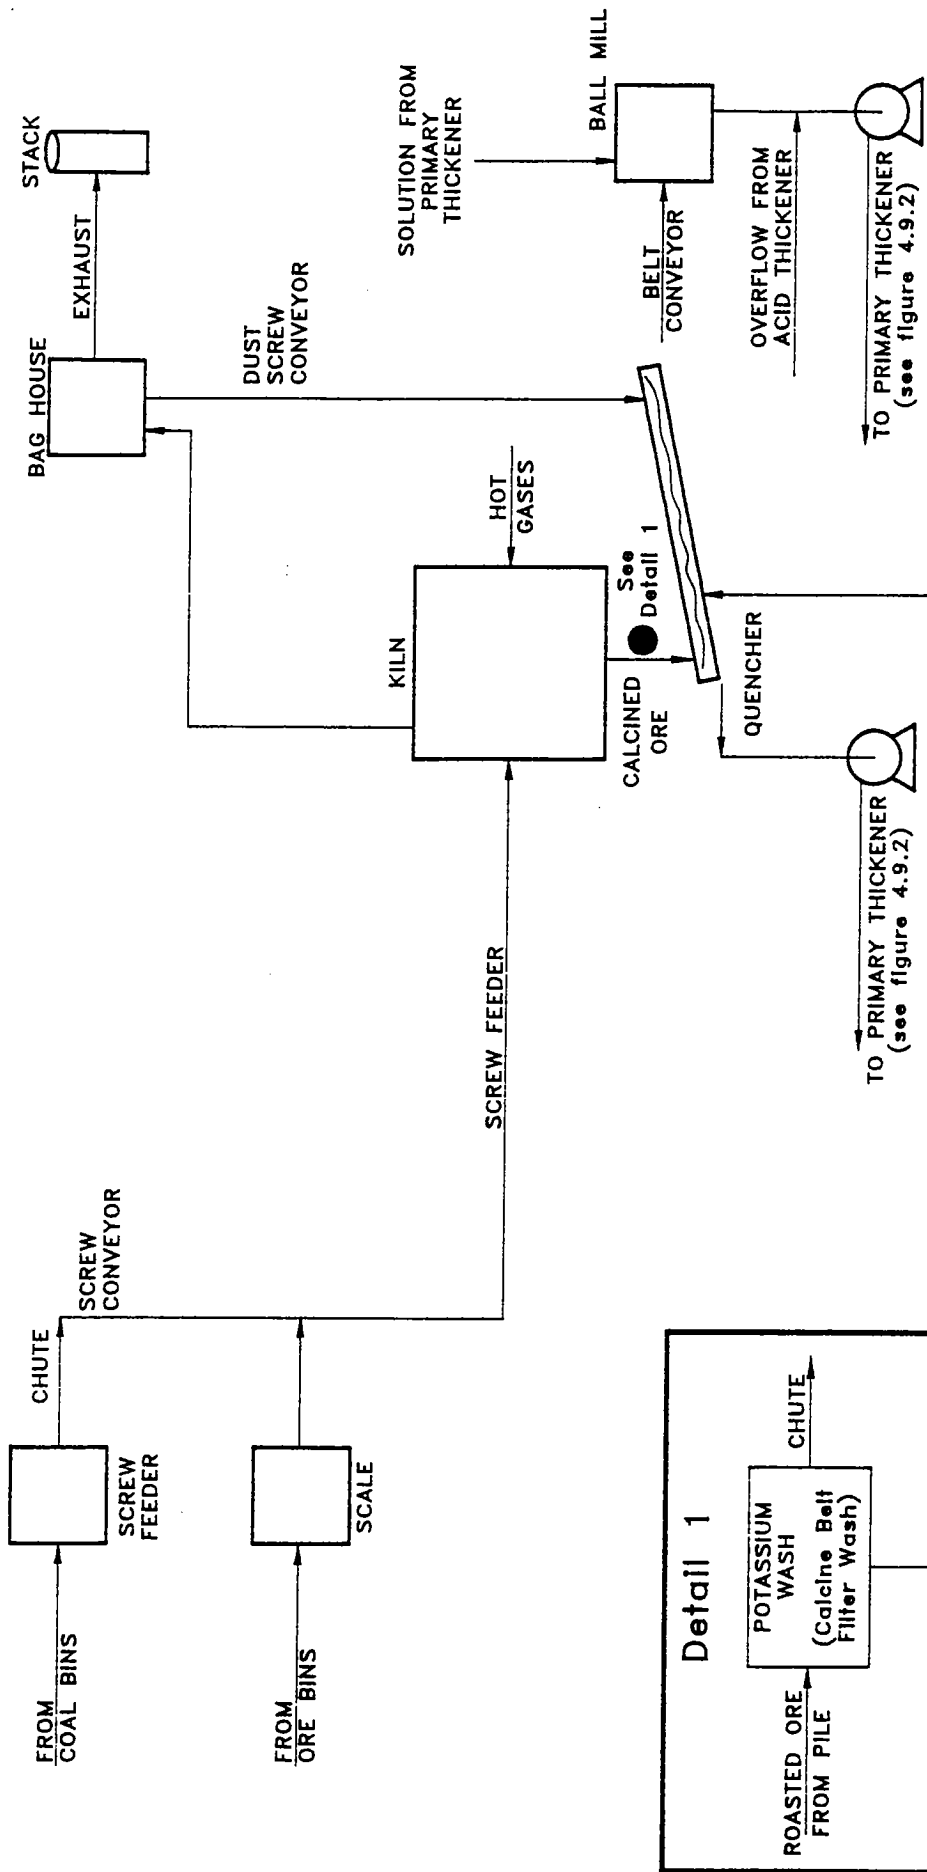 FROM
COAL BINS
SCREW
FEEDER
CHUTE
SCREW
CONVEYOR
FROM
ORE BINS
SCALE
SCREW FEEDER
BAG HOUSE
EXHAUST
STACK
DUST
SCREW
CONVEYOR
KILN
HOT
GASES
CALCINED
ORE
See
Detail 1
QUENCHER
SOLUTION FROM
PRIMARY
THICKENER
BELT
CONVEYOR
BALL MILL
OVERFLOW FROM
ACID THICKENER
TO PRIMARY THICKENER
(see figure 4.9.2)
TO PRIMARY THICKENER
(see figure 4.9.2)
Detail 1
ROASTED ORE
FROM PILE
POTASSIUM
WASH
(Calcine Belt
Filter Wash)
CHUTE